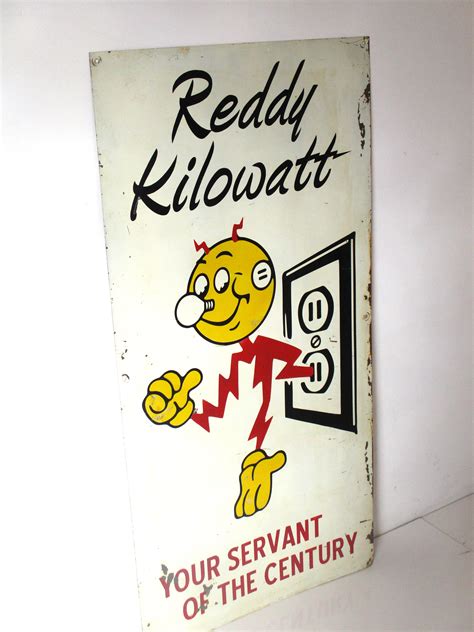 Reddy
Kilowatt
YOUR SERVANT
OF THE CENTURY